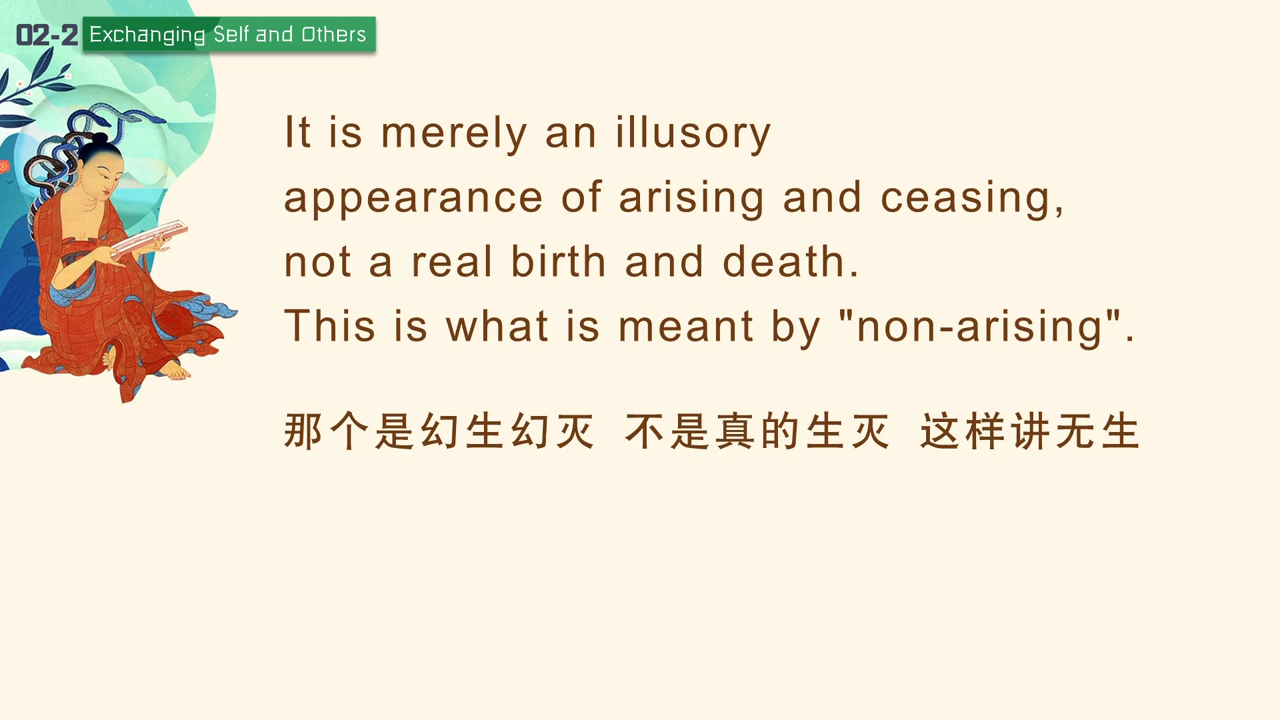 02-2 Exchanging Self and Others
It is merely an illusory
appearance of arising and ceasing,
not a real birth and death.
This is what is meant by "non-arising".
那个是幻生幻灭 不是真的生灭 这样讲无生